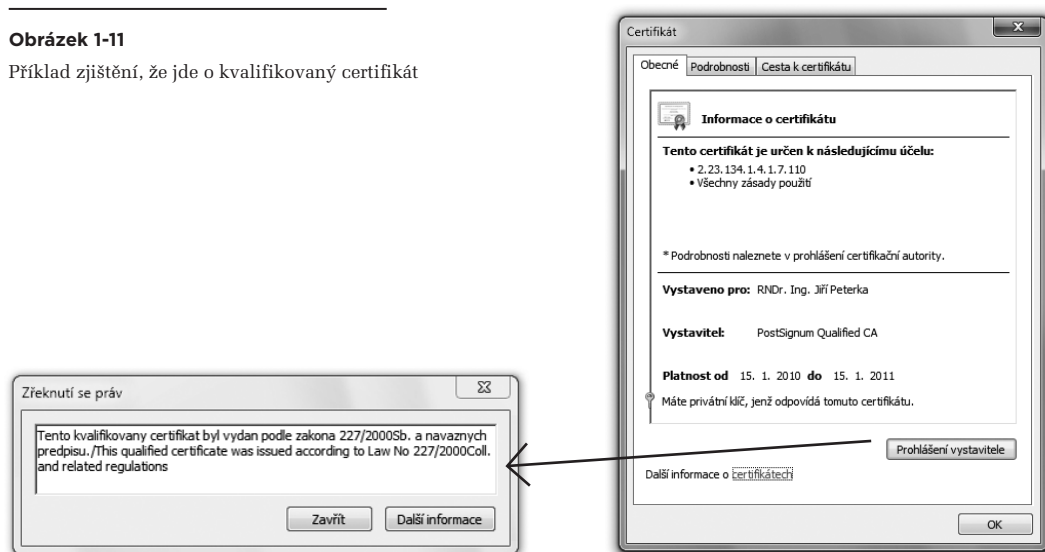 Obrázek 1-11
Příklad zjištění, že jde o kvalifikovaný certifikát
Certifikát
Obecné Podrobnosti Cesta k certifikátu
Informace o certifikátu
Tento certifikát je určen k následujícímu účelu:
• 2.23.134.1.4.1.7.110
• Všechny zásady použití
* Podrobnosti naleznete v prohlášení certifikační autority.
Vystaveno pro: RNDr. Ing. Jiří Peterka
Vystavitel: PostSignum Qualified CA
Platnost od 15. 1. 2010 do 15. 1. 2011
Máte privátní klíč, jenž odpovídá tomuto certifikátu.
Prohlášení vystavitele
Další informace o certifikátech
OK
Zřeknutí se práv
Tento kvalifikovany certifikat byl vydan podle zakona 227/2000Sb. a navaznych
predpisu./This qualified certificate was issued according to Law No 227/2000Coll.
and related regulations
Zavřít Další informace